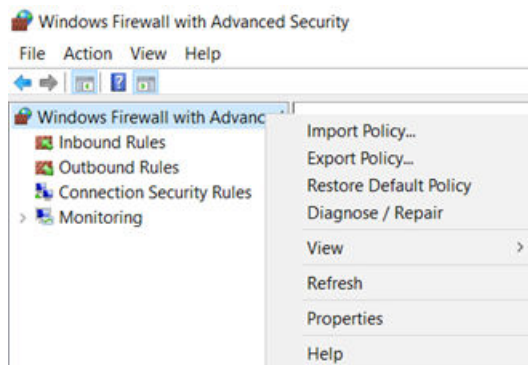 Windows Firewall with Advanced Security
File Action View Help
Windows Firewall with Advanc
Inbound Rules
Outbound Rules
Connection Security Rules
Monitoring
Import Policy...
Export Policy...
Restore Default Policy
Diagnose / Repair
View
Refresh
Properties
Help